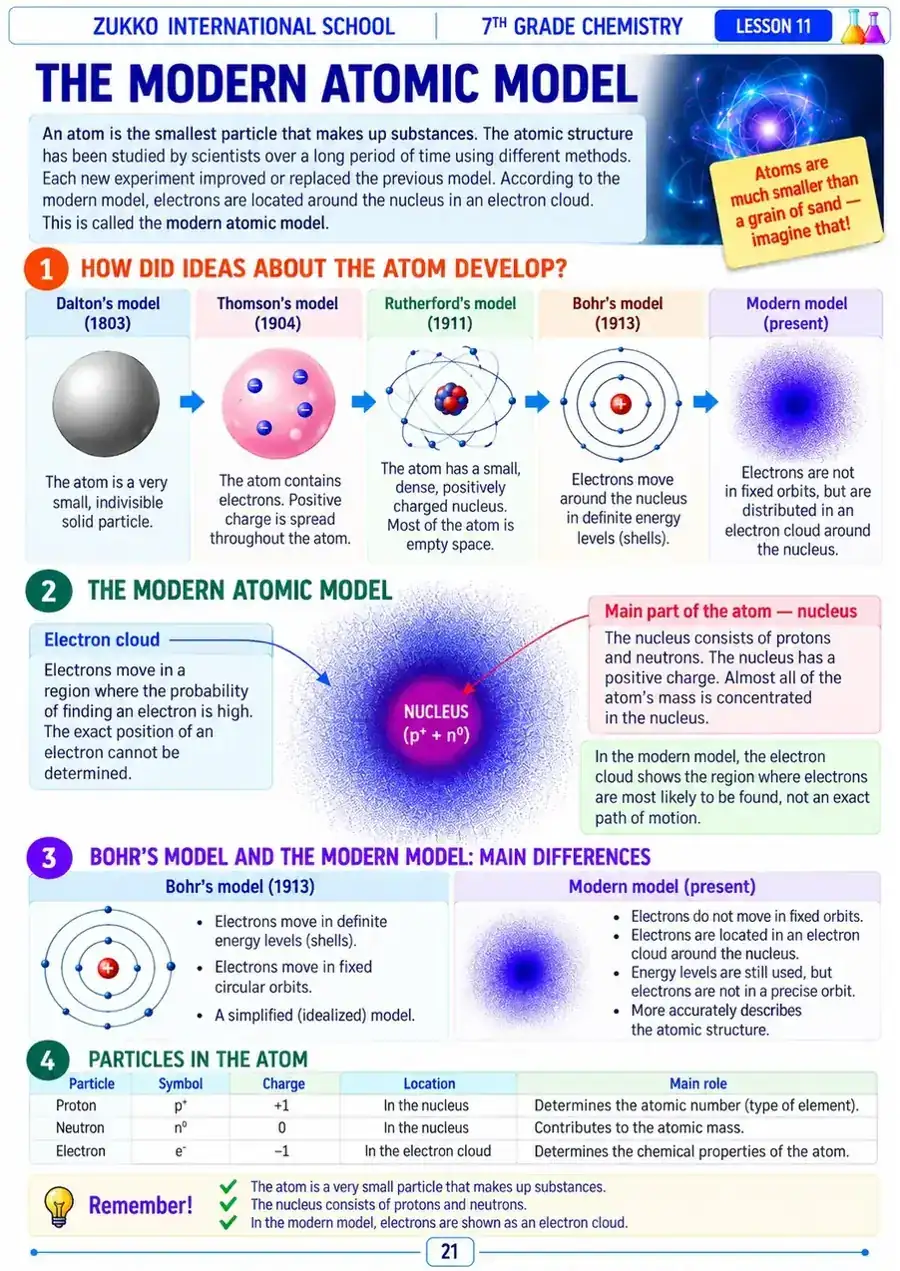 ZUKKO INTERNATIONAL SCHOOL
7TH GRADE CHEMISTRY
LESSON 11
THE MODERN ATOMIC MODEL
An atom is the smallest particle that makes up substances. The atomic structure
has been studied by scientists over a long period of time using different methods.
Each new experiment improved or replaced the previous model. According to the
modern model, electrons are located around the nucleus in an electron cloud.
This is called the modern atomic model.
Atoms are
much smaller than
a grain of sand —
imagine that!
1 HOW DID IDEAS ABOUT THE ATOM DEVELOP?
Dalton's model
(1803)
The atom is a very
small, indivisible
solid particle.
Thomson's model
(1904)
− −
− −
The atom contains
electrons. Positive
charge is spread
throughout the atom.
Rutherford's model
(1911)
The atom has a small,
dense, positively
charged nucleus.
Most of the atom is
empty space.
Bohr's model
(1913)
+
Electrons move
around the nucleus
in definite energy
levels (shells).
Modern model
(present)
Electrons are not
in fixed orbits, but are
distributed in an
electron cloud around
the nucleus.
2 THE MODERN ATOMIC MODEL
Electron cloud
Electrons move in a
region where the probability
of finding an electron is high.
The exact position of an
electron cannot be
determined.
NUCLEUS
(p⁺ + n⁰)
Main part of the atom — nucleus
The nucleus consists of protons
and neutrons. The nucleus has a
positive charge. Almost all of the
atom's mass is concentrated
in the nucleus.
In the modern model, the electron
cloud shows the region where electrons
are most likely to be found, not an exact
path of motion.
3 BOHR'S MODEL AND THE MODERN MODEL: MAIN DIFFERENCES
Bohr's model (1913)
+
• Electrons move in definite
energy levels (shells).
• Electrons move in fixed
circular orbits.
• A simplified (idealized) model.
Modern model (present)
• Electrons do not move in fixed orbits.
• Electrons are located in an electron
cloud around the nucleus.
• Energy levels are still used, but
electrons are not in a precise orbit.
• More accurately describes
the atomic structure.
4 PARTICLES IN THE ATOM
Particle Symbol Charge Location Main role
Proton p⁺ +1 In the nucleus Determines the atomic number (type of element).
Neutron n⁰ 0 In the nucleus Contributes to the atomic mass.
Electron e⁻ −1 In the electron cloud Determines the chemical properties of the atom.
Remember!
✓ The atom is a very small particle that makes up substances.
✓ The nucleus consists of protons and neutrons.
✓ In the modern model, electrons are shown as an electron cloud.
21